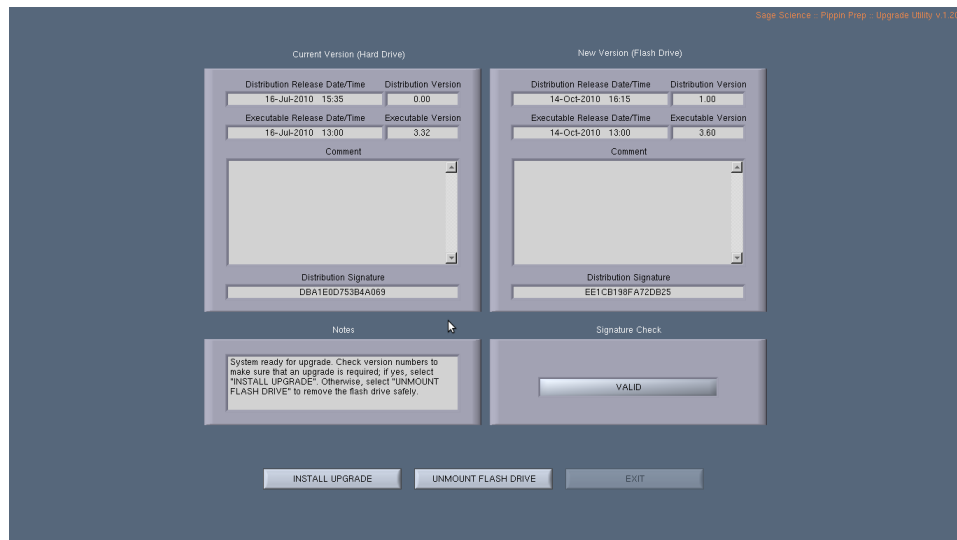 Sage Science :: Pippin Prep :: Upgrade Utility v.1.20
Current Version (Hard Drive)
Distribution Release Date/Time Distribution Version
16-Jul-2010 15:35 0.00
Executable Release Date/Time Executable Version
16-Jul-2010 13:00 3.32
Comment
Distribution Signature
DBA1E0D753B4A069
New Version (Flash Drive)
Distribution Release Date/Time Distribution Version
14-Oct-2010 16:15 1.00
Executable Release Date/Time Executable Version
14-Oct-2010 13:00 3.60
Comment
Distribution Signature
EE1CB198FA72DB25
Notes
System ready for upgrade. Check version numbers to
make sure that an upgrade is required; if yes, select
"INSTALL UPGRADE". Otherwise, select "UNMOUNT
FLASH DRIVE" to remove the flash drive safely.
Signature Check
VALID
INSTALL UPGRADE
UNMOUNT FLASH DRIVE
EXIT